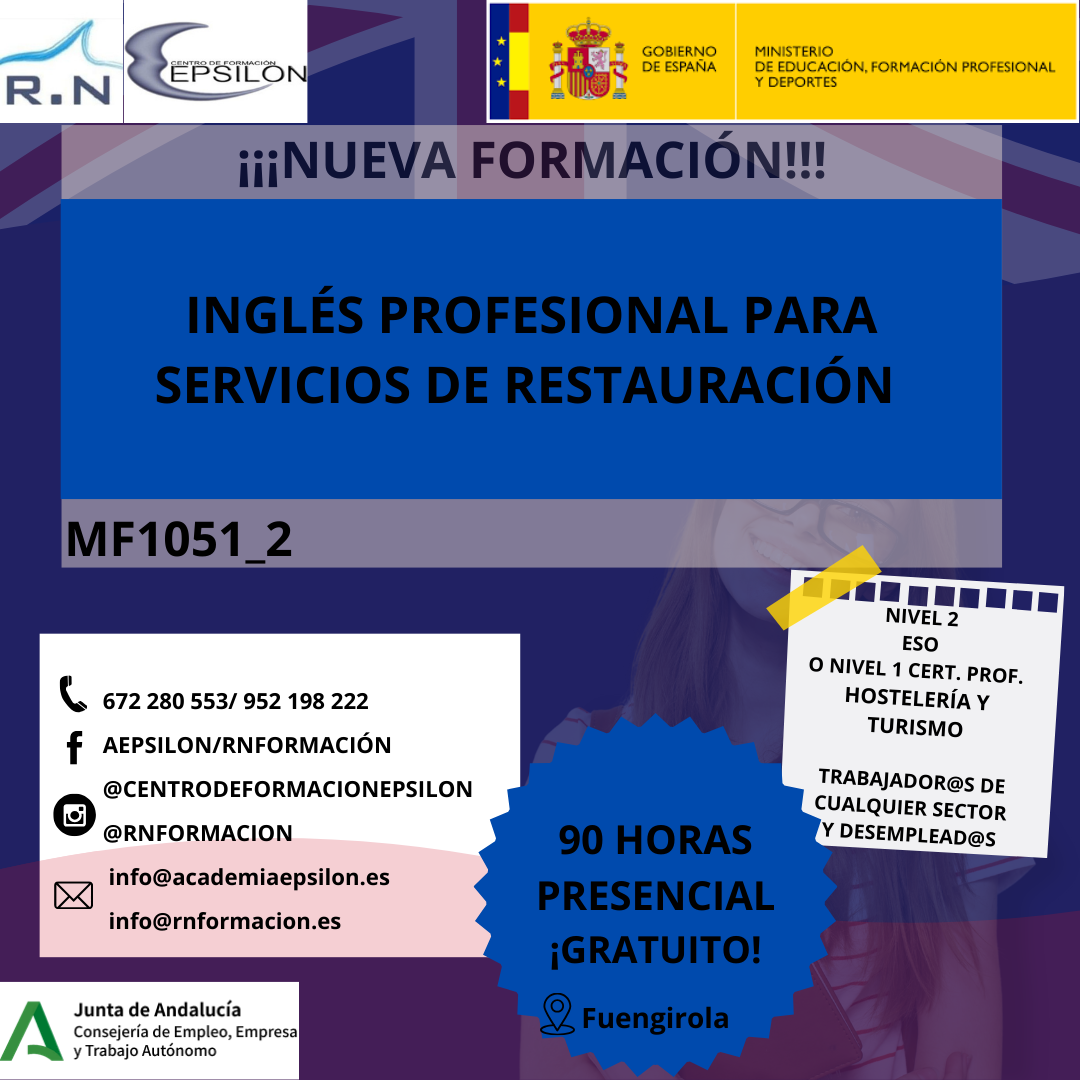 R.N
CENTRO DE FORMACIÓN
EPSILON
GOBIERNO
DE ESPAÑA
MINISTERIO
DE EDUCACIÓN, FORMACIÓN PROFESIONAL
Y DEPORTES
¡¡¡NUEVA FORMACIÓN!!!
INGLÉS PROFESIONAL PARA
SERVICIOS DE RESTAURACIÓN
MF1051_2
NIVEL 2
ESO
O NIVEL 1 CERT. PROF.
HOSTELERÍA Y
TURISMO
TRABAJADOR@S DE
CUALQUIER SECTOR
Y DESEMPLEAD@S
672 280 553/ 952 198 222
AEPSILON/RNFORMACIÓN
@CENTRODEFORMACIONEPSILON
@RNFORMACION
info@academiaepsilon.es
info@rnformacion.es
90 HORAS
PRESENCIAL
¡GRATUITO!
Fuengirola
Junta de Andalucía
Consejería de Empleo, Empresa
y Trabajo Autónomo